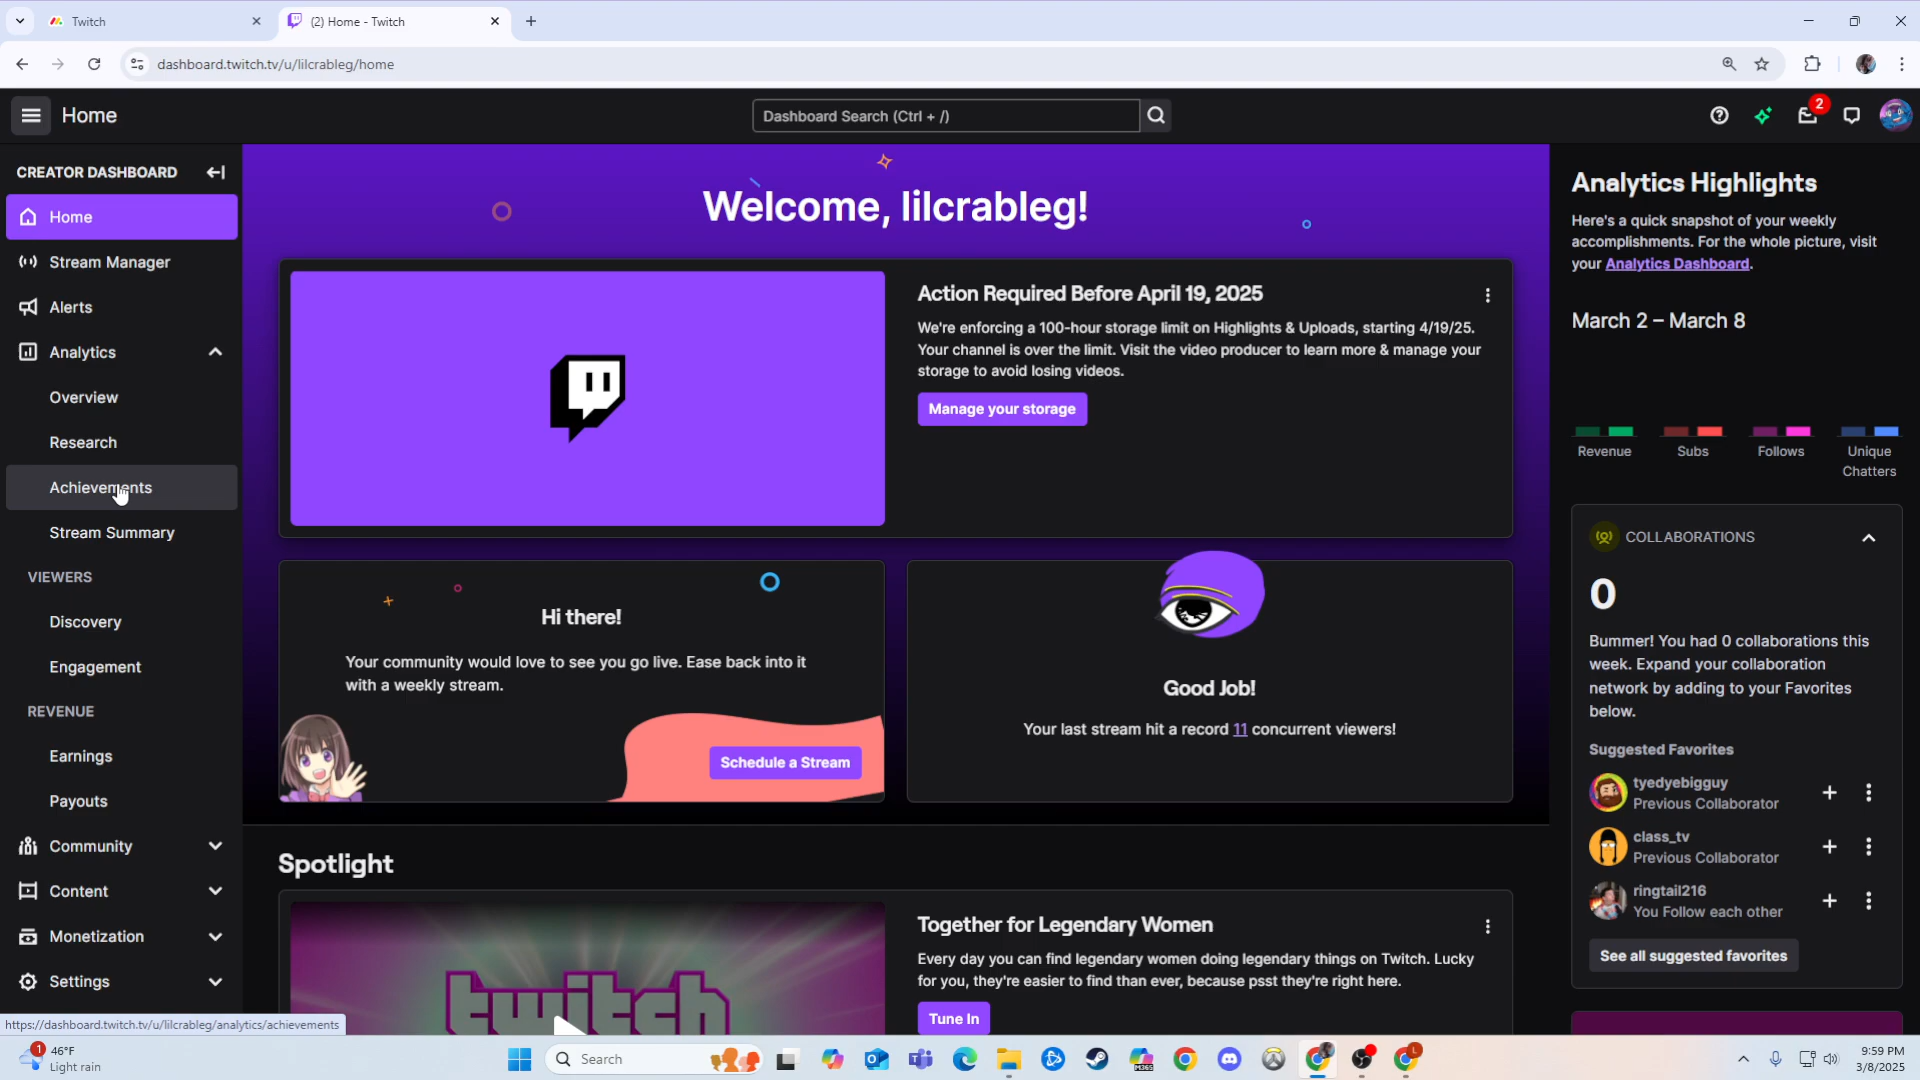 Twitch
(2) Home - Twitch
dashboard.twitch.tv/u/lilcrableg/home
Home
Dashboard Search (Ctrl + /)
2
CREATOR DASHBOARD
Home
Stream Manager
Alerts
Analytics
Overview
Research
Achievements
Stream Summary
VIEWERS
Discovery
Engagement
REVENUE
Earnings
Payouts
Community
Content
Monetization
Settings
https://dashboard.twitch.tv/u/lilcrableg/analytics/achievements
Welcome, lilcrableg!
Action Required Before April 19, 2025
We're enforcing a 100-hour storage limit on Highlights & Uploads, starting 4/19/25.
Your channel is over the limit. Visit the video producer to learn more & manage your
storage to avoid losing videos.
Manage your storage
Hi there!
Your community would love to see you go live. Ease back into it
with a weekly stream.
Schedule a Stream
Good Job!
Your last stream hit a record 11 concurrent viewers!
Spotlight
twitch
Together for Legendary Women
Every day you can find legendary women doing legendary things on Twitch. Lucky
for you, they're easier to find than ever, because psst they're right here.
Tune In
Analytics Highlights
Here's a quick snapshot of your weekly
accomplishments. For the whole picture, visit
your Analytics Dashboard.
March 2 – March 8
Revenue
Subs
Follows
Unique
Chatters
COLLABORATIONS
0
Bummer! You had 0 collaborations this
week. Expand your collaboration
network by adding to your Favorites
below.
Suggested Favorites
tyedyebigguy
Previous Collaborator
class_tv
Previous Collaborator
ringtail216
You Follow each other
See all suggested favorites
1
46°F
Light rain
Search
M365
L
9:59 PM
3/8/2025